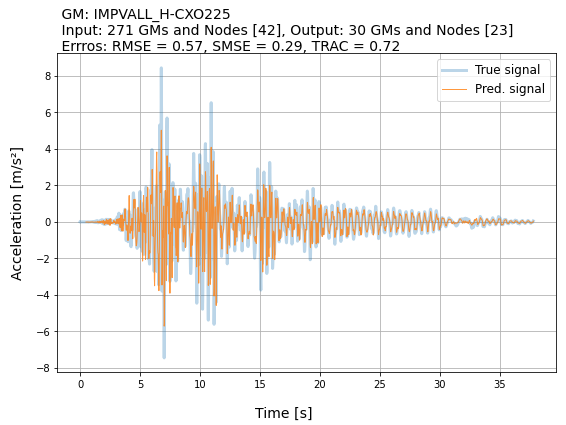 GM: IMPVALL_H-CXO225
Input: 271 GMs and Nodes [42], Output: 30 GMs and Nodes [23]
Errros: RMSE = 0.57, SMSE = 0.29, TRAC = 0.72
True signal
Pred. signal
Acceleration [m/s²]
8
6
4
2
0
−2
−4
−6
−8
0 5 10 15 20 25 30 35
Time [s]